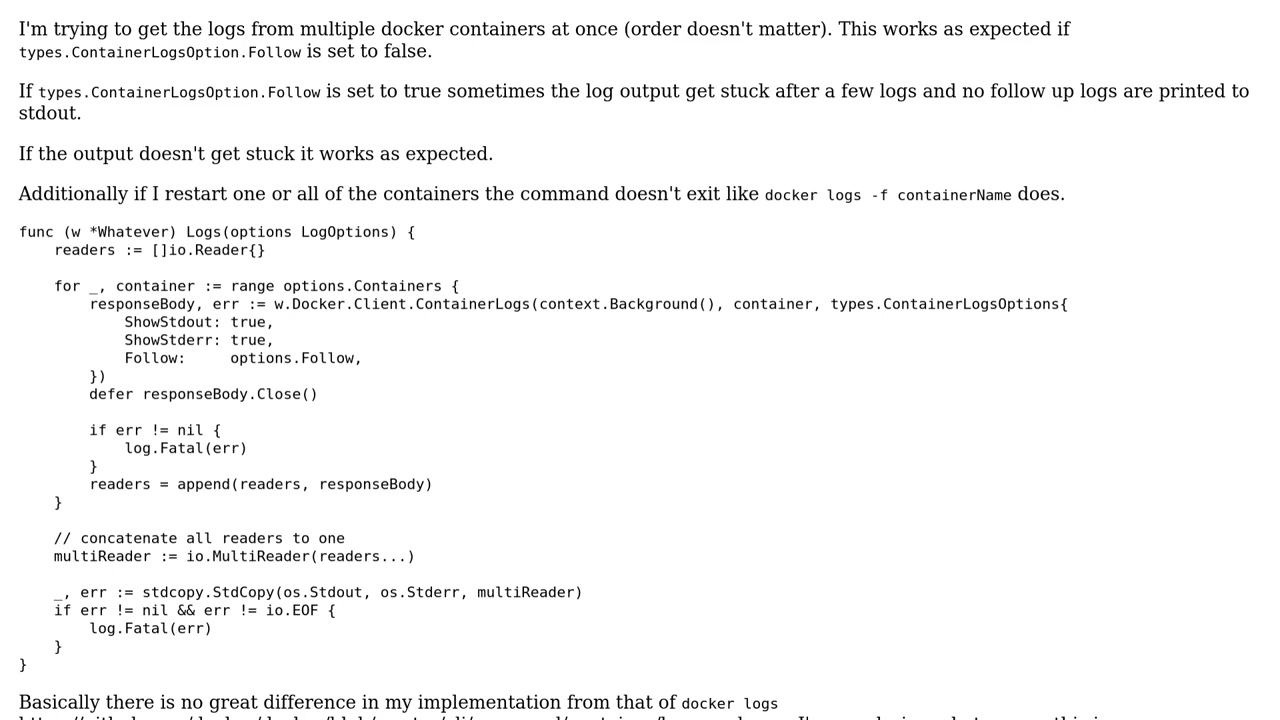 I'm trying to get the logs from multiple docker containers at once (order doesn't matter). This works as expected if
types.ContainerLogsOption.Follow is set to false.
If types.ContainerLogsOption.Follow is set to true sometimes the log output get stuck after a few logs and no follow up logs are printed to
stdout.
If the output doesn't get stuck it works as expected.
Additionally if I restart one or all of the containers the command doesn't exit like docker logs -f containerName does.
func (w *Whatever) Logs(options LogOptions) {
    readers := []io.Reader{}
    for _, container := range options.Containers {
        responseBody, err := w.Docker.Client.ContainerLogs(context.Background(), container, types.ContainerLogsOptions{
            ShowStdout: true,
            ShowStderr: true,
            Follow:     options.Follow,
        })
        defer responseBody.Close()
        if err != nil {
            log.Fatal(err)
        }
        readers = append(readers, responseBody)
    }
    // concatenate all readers to one
    multiReader := io.MultiReader(readers...)
    _, err := stdcopy.StdCopy(os.Stdout, os.Stderr, multiReader)
    if err != nil && err != io.EOF {
        log.Fatal(err)
    }
}
Basically there is no great difference in my implementation from that of docker logs